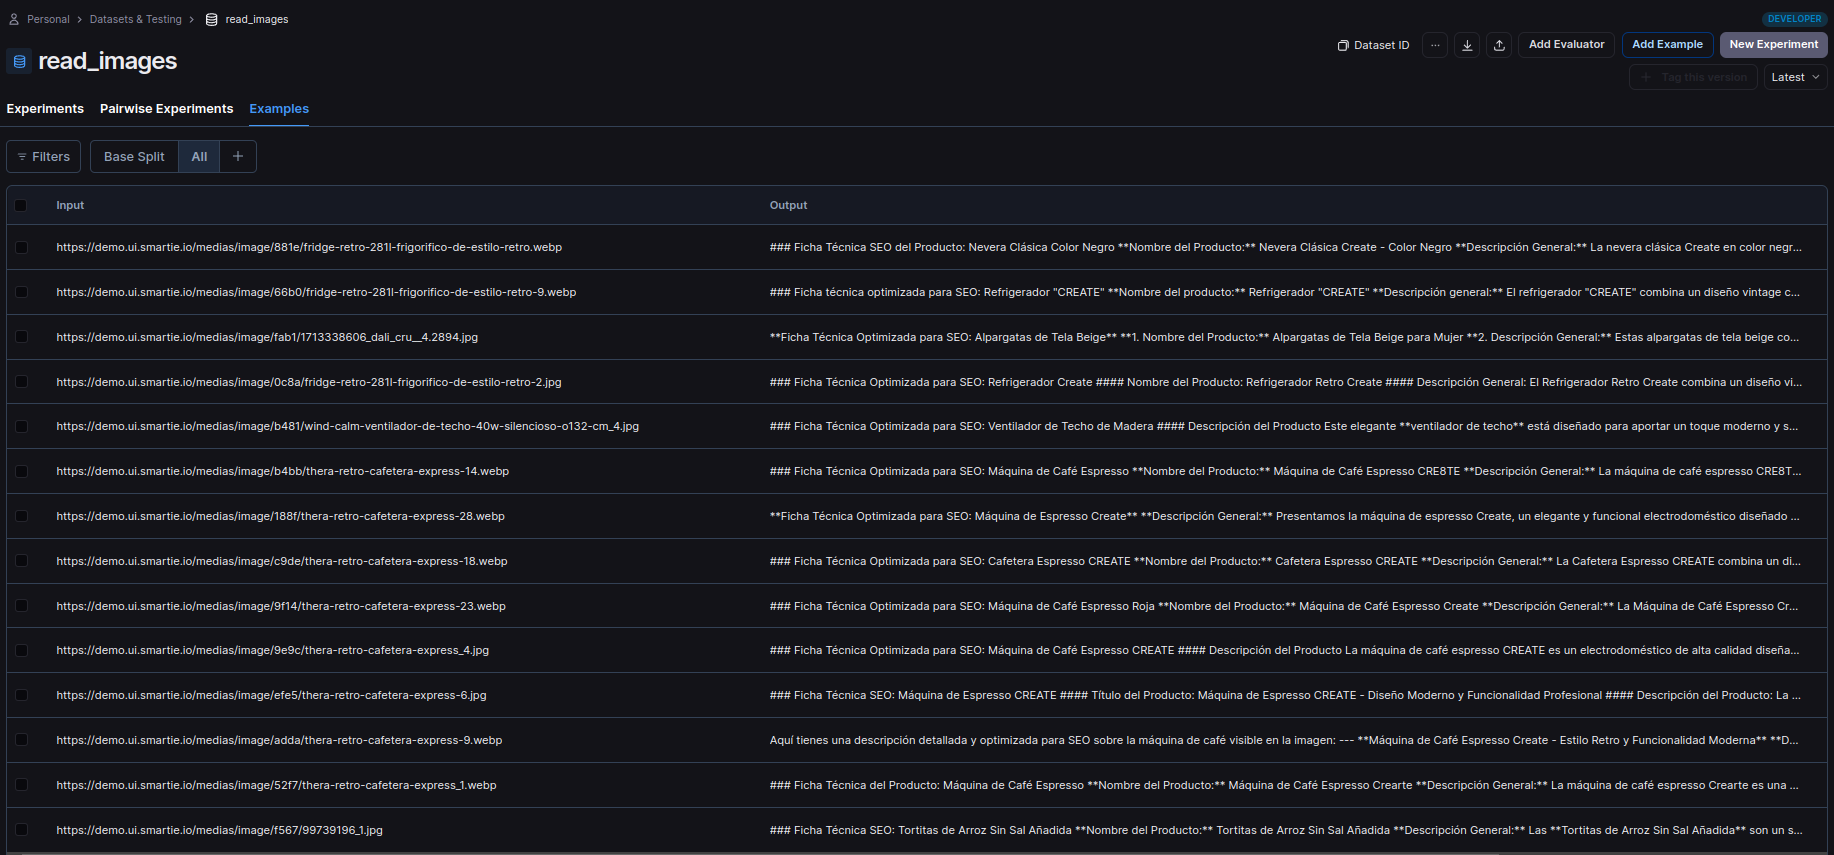 Personal > Datasets & Testing > read_images
DEVELOPER
read_images
Dataset ID
...
Add Evaluator
Add Example
New Experiment
+ Tag this version
Latest
Experiments
Pairwise Experiments
Examples
Filters
Base Split
All
+
Input Output
https://demo.ui.smartie.io/medias/image/881e/fridge-retro-281l-frigorifico-de-estilo-retro.webp ### Ficha Técnica SEO del Producto: Nevera Clásica Color Negro **Nombre del Producto:** Nevera Clásica Create - Color Negro **Descripción General:** La nevera clásica Create en color negr...
https://demo.ui.smartie.io/medias/image/66b0/fridge-retro-281l-frigorifico-de-estilo-retro-9.webp ### Ficha técnica optimizada para SEO: Refrigerador "CREATE" **Nombre del producto:** Refrigerador "CREATE" **Descripción general:** El refrigerador "CREATE" combina un diseño vintage c...
https://demo.ui.smartie.io/medias/image/fab1/1713338606_dali_cru__4.2894.jpg **Ficha Técnica Optimizada para SEO: Alpargatas de Tela Beige** **1. Nombre del Producto:** Alpargatas de Tela Beige para Mujer **2. Descripción General:** Estas alpargatas de tela beige co...
https://demo.ui.smartie.io/medias/image/0c8a/fridge-retro-281l-frigorifico-de-estilo-retro-2.jpg ### Ficha Técnica Optimizada para SEO: Refrigerador Create #### Nombre del Producto: Refrigerador Retro Create #### Descripción General: El Refrigerador Retro Create combina un diseño vi...
https://demo.ui.smartie.io/medias/image/b481/wind-calm-ventilador-de-techo-40w-silencioso-o132-cm_4.jpg ### Ficha Técnica Optimizada para SEO: Ventilador de Techo de Madera #### Descripción del Producto Este elegante **ventilador de techo** está diseñado para aportar un toque moderno y s...
https://demo.ui.smartie.io/medias/image/b4bb/thera-retro-cafetera-express-14.webp ### Ficha Técnica Optimizada para SEO: Máquina de Café Espresso **Nombre del Producto:** Máquina de Café Espresso CRE8TE **Descripción General:** La máquina de café espresso CRE8T...
https://demo.ui.smartie.io/medias/image/188f/thera-retro-cafetera-express-28.webp **Ficha Técnica Optimizada para SEO: Máquina de Espresso Create** **Descripción General:** Presentamos la máquina de espresso Create, un elegante y funcional electrodoméstico diseñado ...
https://demo.ui.smartie.io/medias/image/c9de/thera-retro-cafetera-express-18.webp ### Ficha Técnica Optimizada para SEO: Cafetera Espresso CREATE **Nombre del Producto:** Cafetera Espresso CREATE **Descripción General:** La Cafetera Espresso CREATE combina un di...
https://demo.ui.smartie.io/medias/image/9f14/thera-retro-cafetera-express-23.webp ### Ficha Técnica Optimizada para SEO: Máquina de Café Espresso Roja **Nombre del Producto:** Máquina de Café Espresso Create **Descripción General:** La Máquina de Café Espresso Cr...
https://demo.ui.smartie.io/medias/image/9e9c/thera-retro-cafetera-express_4.jpg ### Ficha Técnica Optimizada para SEO: Máquina de Café Espresso CREATE #### Descripción del Producto La máquina de café espresso CREATE es un electrodoméstico de alta calidad diseña...
https://demo.ui.smartie.io/medias/image/efe5/thera-retro-cafetera-express-6.jpg ### Ficha Técnica SEO: Máquina de Espresso CREATE #### Título del Producto: Máquina de Espresso CREATE - Diseño Moderno y Funcionalidad Profesional #### Descripción del Producto: La ...
https://demo.ui.smartie.io/medias/image/adda/thera-retro-cafetera-express-9.webp Aquí tienes una descripción detallada y optimizada para SEO sobre la máquina de café visible en la imagen: --- **Máquina de Café Espresso Create - Estilo Retro y Funcionalidad Moderna** **D...
https://demo.ui.smartie.io/medias/image/52f7/thera-retro-cafetera-express_1.webp ### Ficha Técnica del Producto: Máquina de Café Espresso **Nombre del Producto:** Máquina de Café Espresso Crearte **Descripción General:** La máquina de café espresso Crearte es una ...
https://demo.ui.smartie.io/medias/image/f567/99739196_1.jpg ### Ficha Técnica SEO: Tortitas de Arroz Sin Sal Añadida **Nombre del Producto:** Tortitas de Arroz Sin Sal Añadida **Descripción General:** Las **Tortitas de Arroz Sin Sal Añadida** son un s...